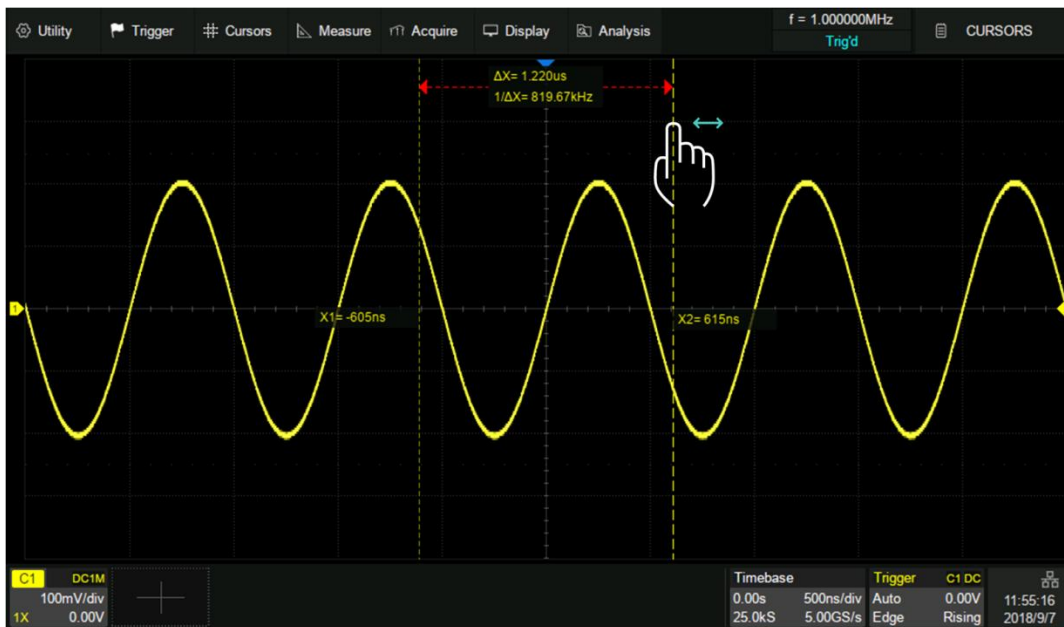 Utility Trigger Cursors Measure Acquire Display Analysis f = 1.000000MHz CURSORS
Trig'd
ΔX= 1.220us
1/ΔX= 819.67kHz
1
X1= -605ns X2= 615ns
C1 DC1M Timebase Trigger C1 DC
100mV/div 0.00s 500ns/div Auto 0.00V 11:55:16
1X 0.00V 25.0kS 5.00GS/s Edge Rising 2018/9/7